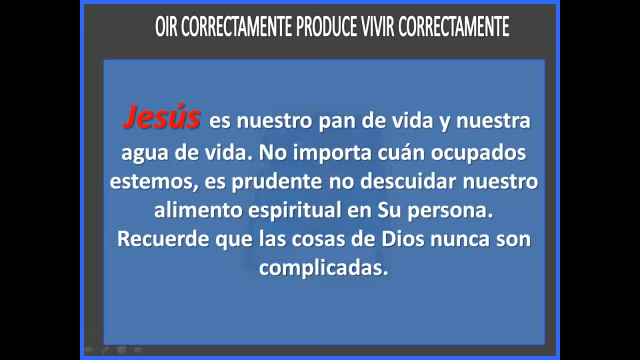 OIR CORRECTAMENTE PRODUCE VIVIR CORRECTAMENTE
Jesús es nuestro pan de vida y nuestra
agua de vida. No importa cuán ocupados
estemos, es prudente no descuidar nuestro
alimento espiritual en Su persona.
Recuerde que las cosas de Dios nunca son
complicadas.